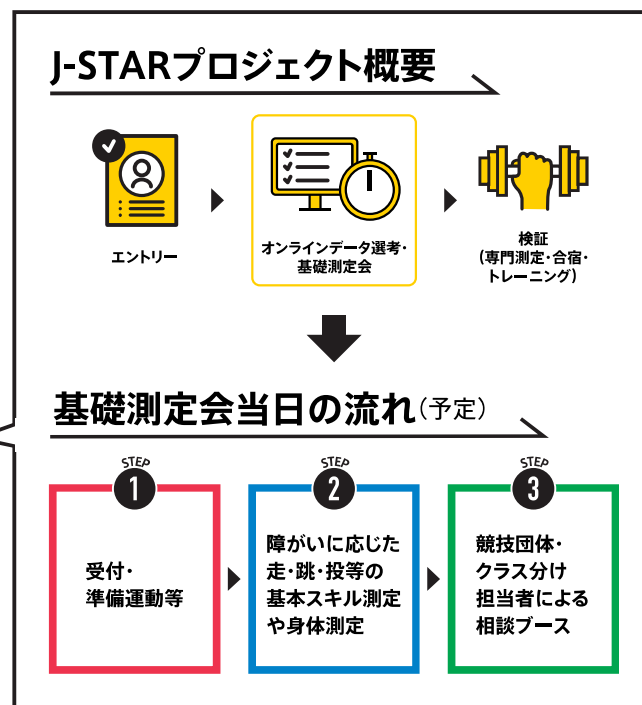 J-STARプロジェクト概要
エントリー
オンラインデータ選考・
基礎測定会
検証
(専門測定・合宿・
トレーニング)
基礎測定会当日の流れ(予定)
STEP
1
受付・
準備運動等
STEP
2
障がいに応じた
走・跳・投等の
基本スキル測定
や身体測定
STEP
3
競技団体・
クラス分け
担当者による
相談ブース